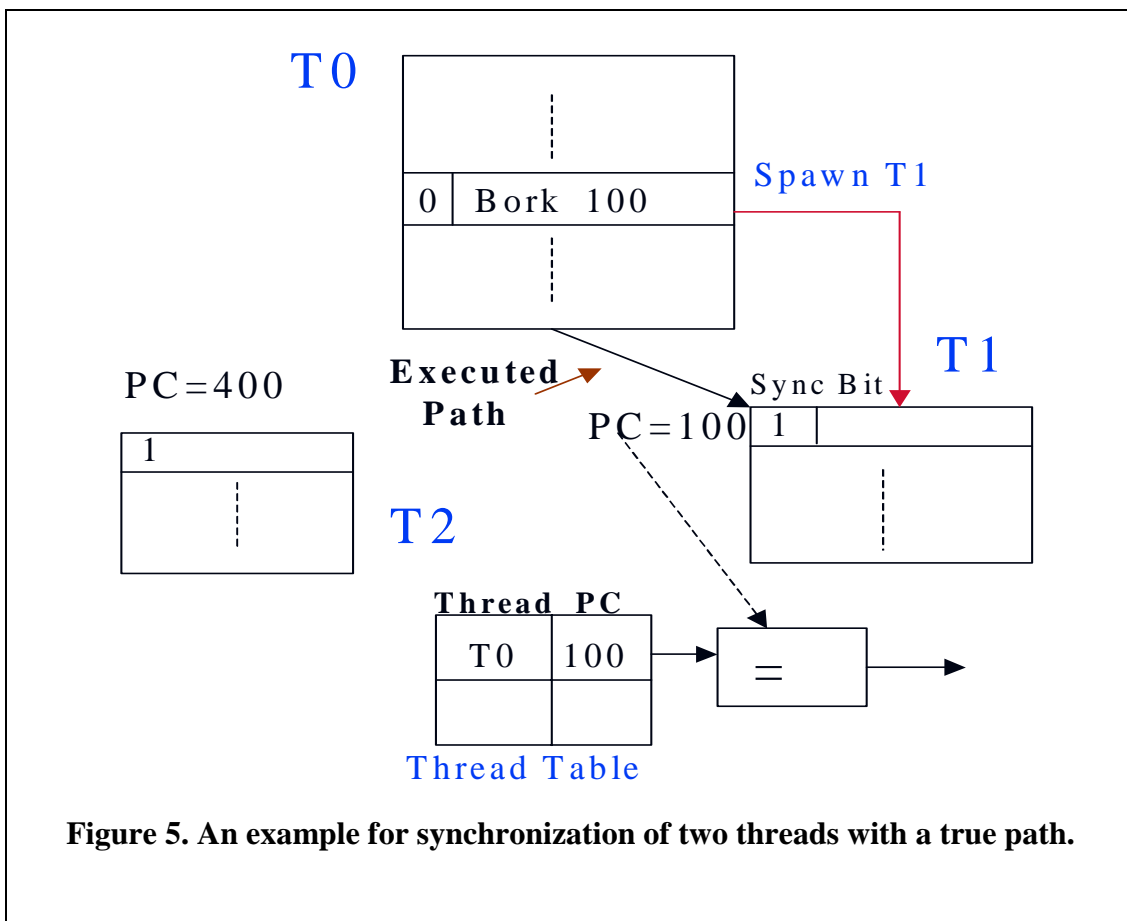 T0
Spawn T1
0 Bork 100
T1
Executed Path
Sync Bit
PC=400
PC=100
1
1
T2
Thread PC
T0 100
=
Thread Table
Figure 5. An example for synchronization of two threads with a true path.